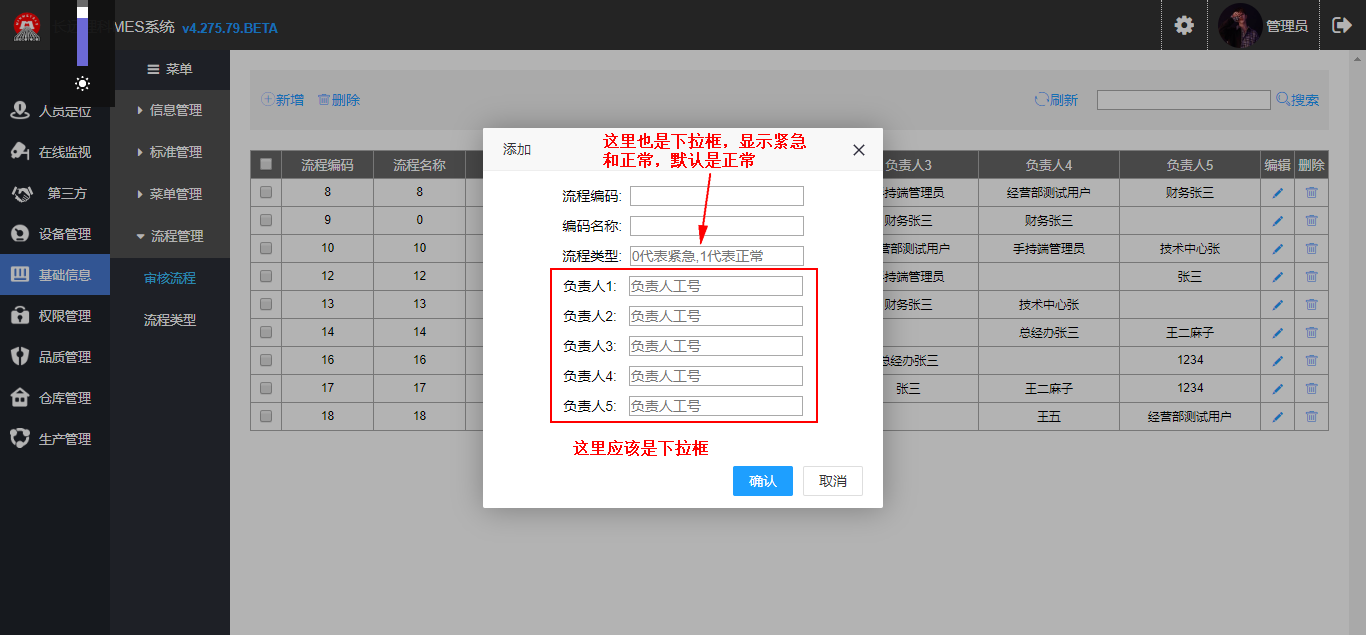 MES系统 v4.275.79.BETA
管理员
菜单
人员定位
在线监视
第三方
设备管理
基础信息
权限管理
品质管理
仓库管理
生产管理
信息管理
标准管理
菜单管理
流程管理
审核流程
流程类型
新增 删除 刷新 搜索
流程编码 流程名称 负责人3 负责人4 负责人5 编辑 删除
8 8 持端管理员 经营部测试用户 财务张三
9 0 财务张三 财务张三
10 10 营部测试用户 手持端管理员 技术中心张
12 12 持端管理员 张三
13 13 财务张三 技术中心张
14 14 总经办张三 王二麻子
16 16 总经办张三 1234
17 17 张三 王二麻子 1234
18 18 王五 经营部测试用户
添加
这里也是下拉框，显示紧急
和正常，默认是正常
流程编码:
编码名称:
流程类型: 0代表紧急,1代表正常
负责人1: 负责人工号
负责人2: 负责人工号
负责人3: 负责人工号
负责人4: 负责人工号
负责人5: 负责人工号
这里应该是下拉框
确认 取消